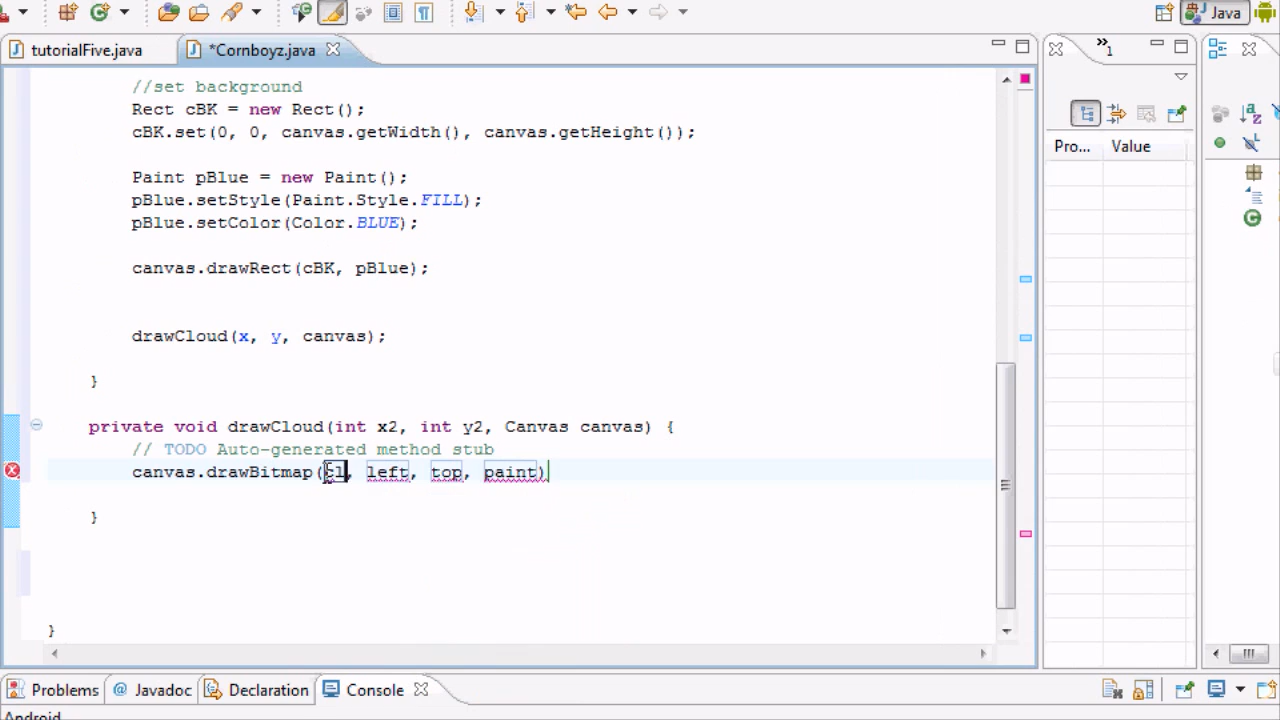 Java
tutorialFive.java
*Cornboyz.java
1
//set background
Rect cBK = new Rect();
cBK.set(0, 0, canvas.getWidth(), canvas.getHeight());
Pro... Value
Paint pBlue = new Paint();
pBlue.setStyle(Paint.Style.FILL);
pBlue.setColor(Color.BLUE);
canvas.drawRect(cBK, pBlue);
drawCloud(x, y, canvas);
}
private void drawCloud(int x2, int y2, Canvas canvas) {
// TODO Auto-generated method stub
canvas.drawBitmap(cl, left, top, paint)
}
}
Problems @ Javadoc Declaration Console
Android